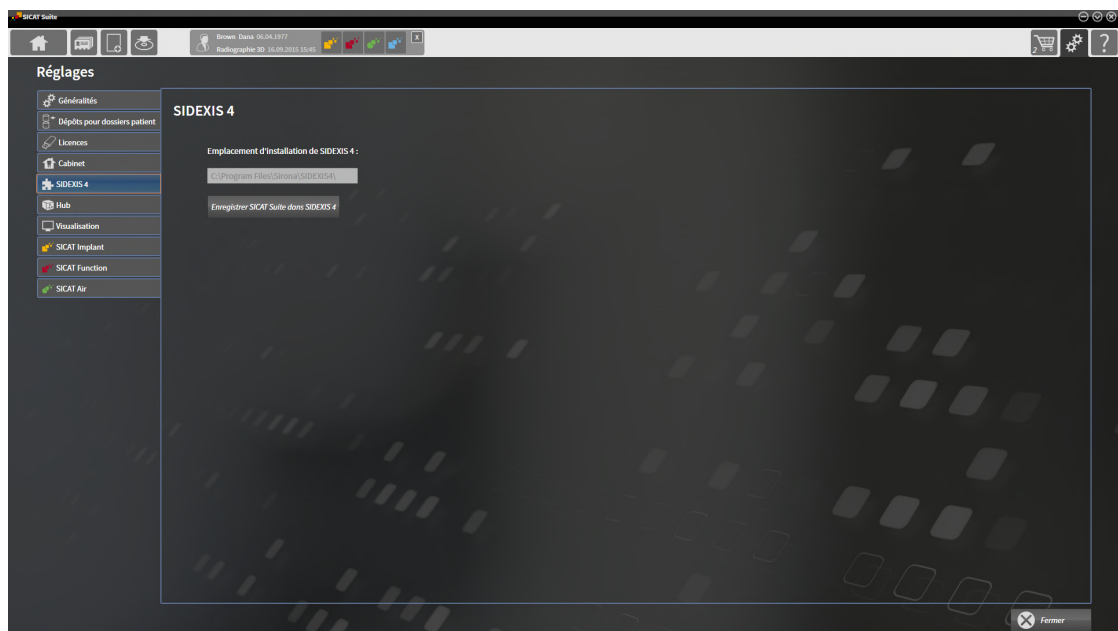 SICAT Suite
Brown Dana 06.04.1977
Radiographie 3D 16.09.2015 15:45
X
2
?
Réglages
Généralités
Dépôts pour dossiers patient
Licences
Cabinet
SIDEXIS 4
Hub
Visualisation
SICAT Implant
SICAT Function
SICAT Air
SIDEXIS 4
Emplacement d'installation de SIDEXIS 4 :
C:\Program Files\Sirona\SIDEXIS4\
Enregistrer SICAT Suite dans SIDEXIS 4
Fermer